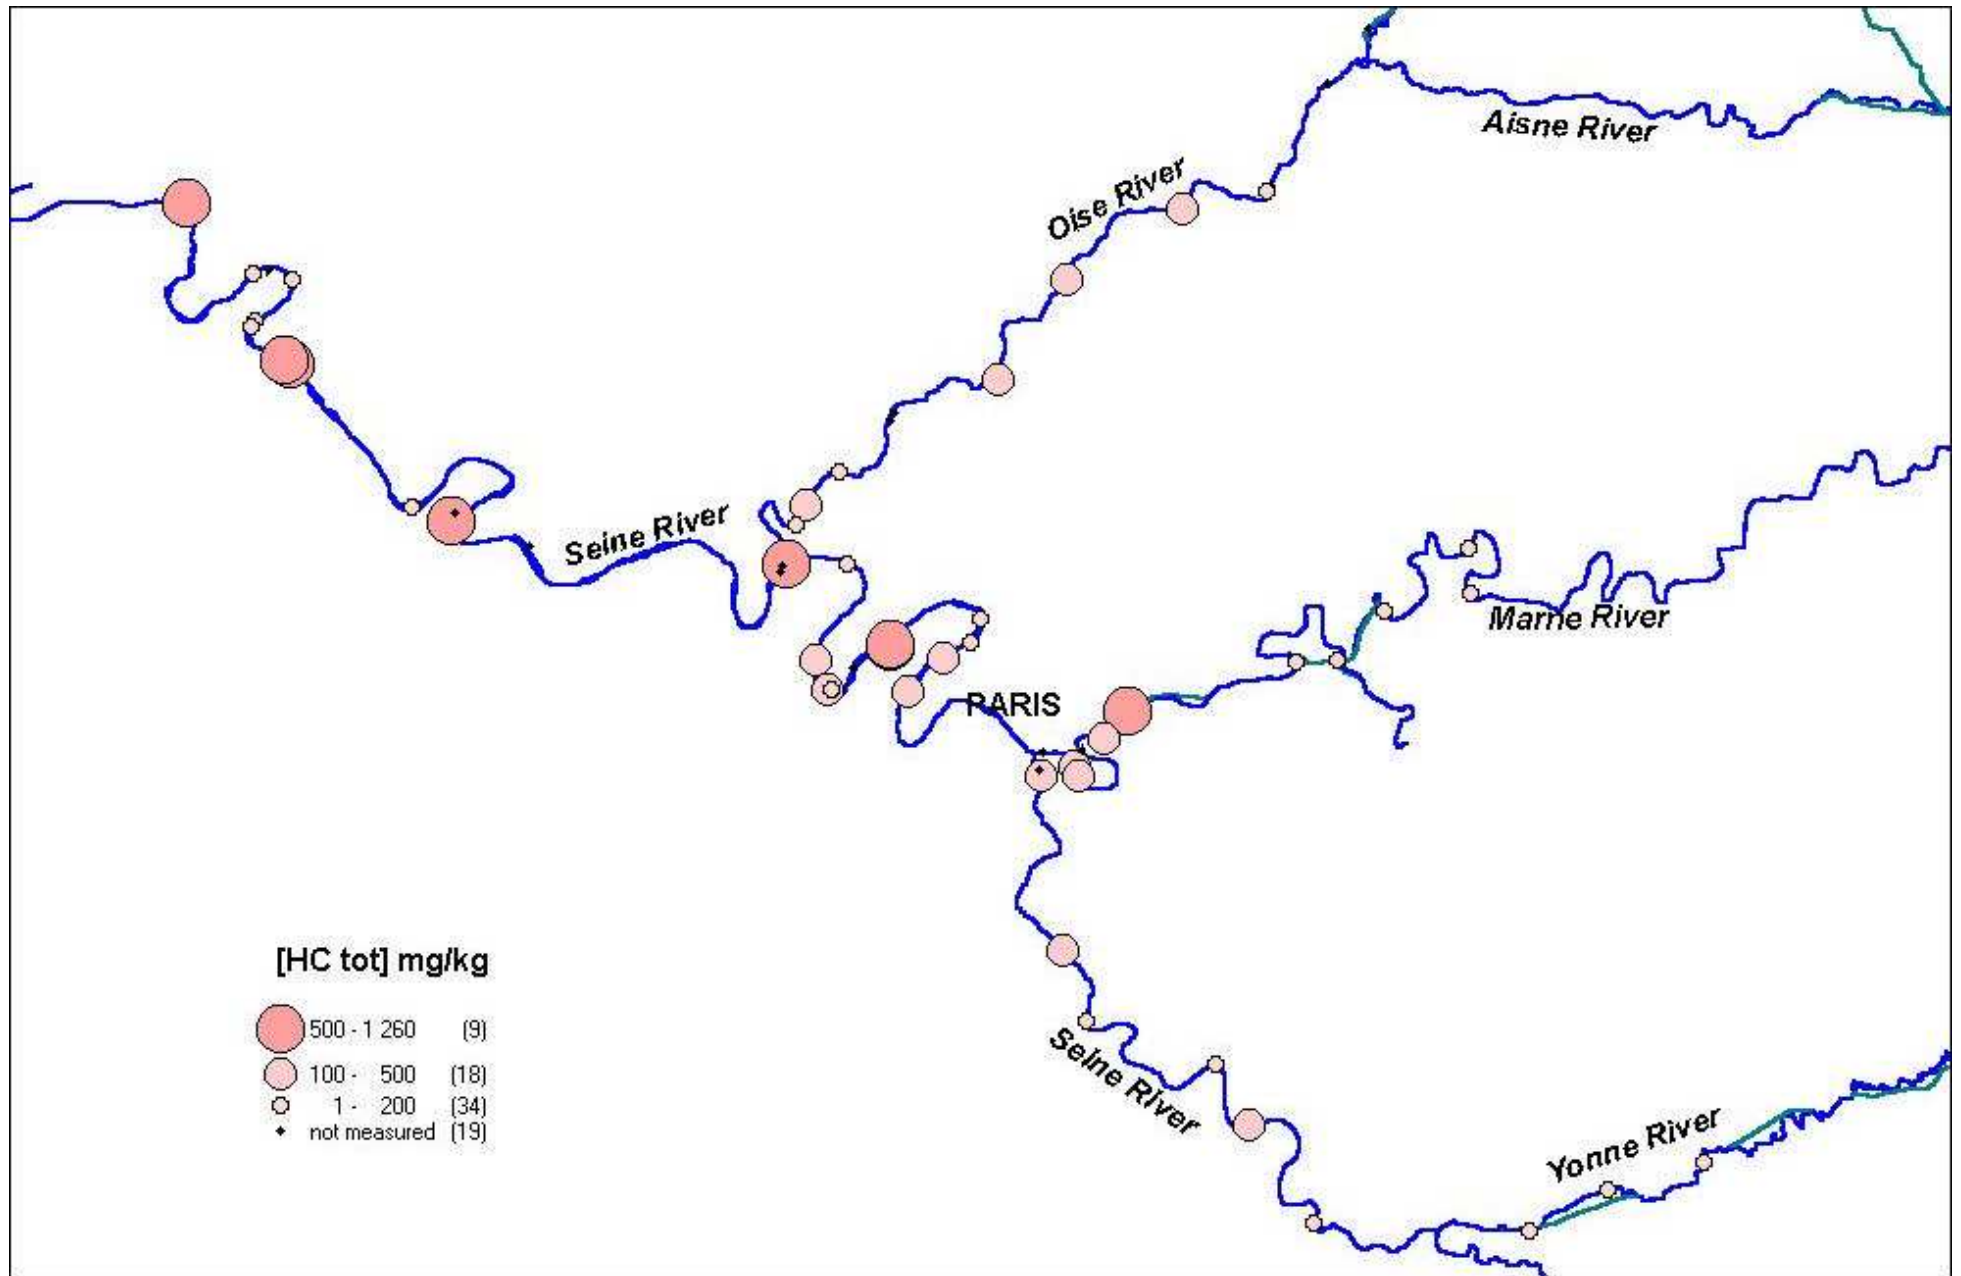 Aisne River
Oise River
Seine River
Marne River
PARIS
[HC tot] mg/kg
500 - 1 260 (9)
100 - 500 (18)
1 - 200 (34)
not measured (19)
Seine River
Yonne River